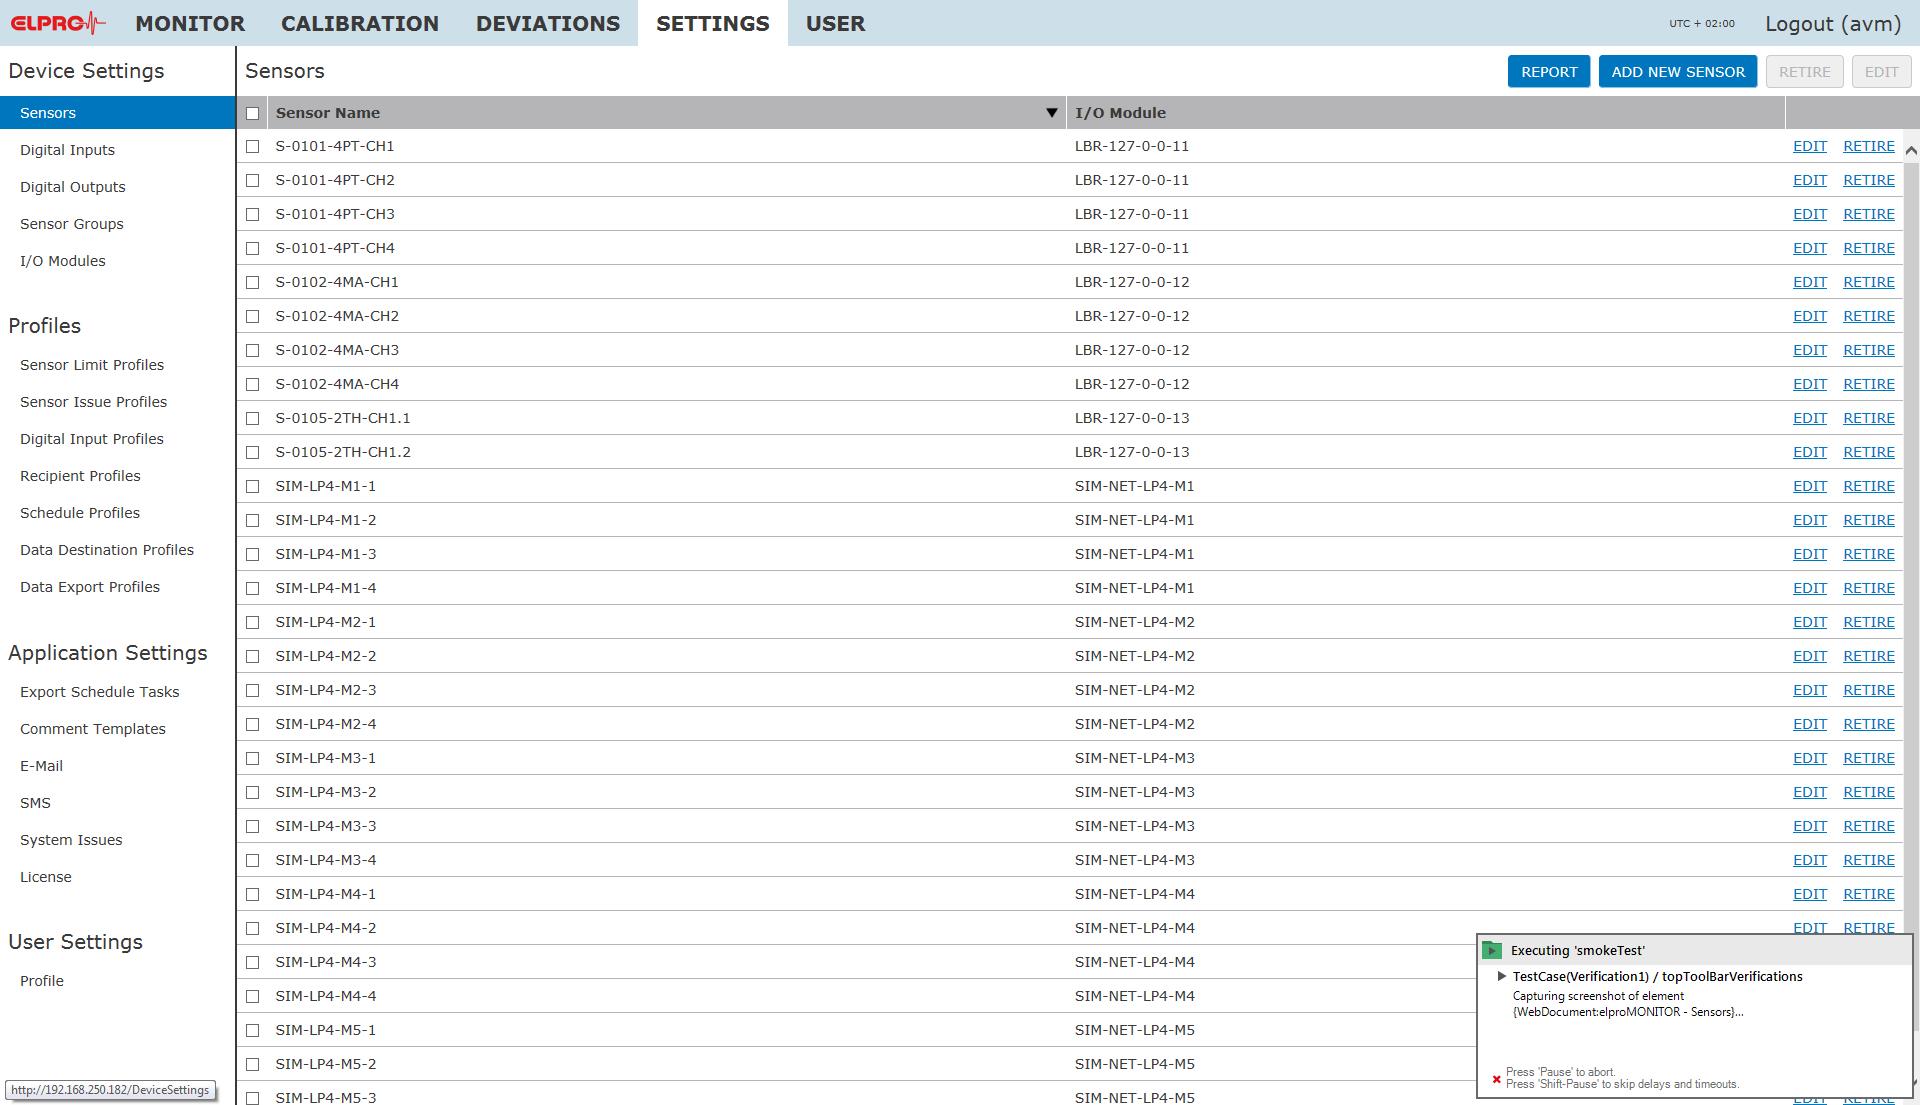 ELPRO MONITOR CALIBRATION DEVIATIONS SETTINGS USER UTC + 02:00 Logout (avm)
Device Settings
Sensors
Digital Inputs
Digital Outputs
Sensor Groups
I/O Modules
Profiles
Sensor Limit Profiles
Sensor Issue Profiles
Digital Input Profiles
Recipient Profiles
Schedule Profiles
Data Destination Profiles
Data Export Profiles
Application Settings
Export Schedule Tasks
Comment Templates
E-Mail
SMS
System Issues
License
User Settings
Profile
http://192.168.250.182/DeviceSettings
Sensors REPORT ADD NEW SENSOR RETIRE EDIT
Sensor Name ▼ I/O Module
S-0101-4PT-CH1 LBR-127-0-0-11 EDIT RETIRE
S-0101-4PT-CH2 LBR-127-0-0-11 EDIT RETIRE
S-0101-4PT-CH3 LBR-127-0-0-11 EDIT RETIRE
S-0101-4PT-CH4 LBR-127-0-0-11 EDIT RETIRE
S-0102-4MA-CH1 LBR-127-0-0-12 EDIT RETIRE
S-0102-4MA-CH2 LBR-127-0-0-12 EDIT RETIRE
S-0102-4MA-CH3 LBR-127-0-0-12 EDIT RETIRE
S-0102-4MA-CH4 LBR-127-0-0-12 EDIT RETIRE
S-0105-2TH-CH1.1 LBR-127-0-0-13 EDIT RETIRE
S-0105-2TH-CH1.2 LBR-127-0-0-13 EDIT RETIRE
SIM-LP4-M1-1 SIM-NET-LP4-M1 EDIT RETIRE
SIM-LP4-M1-2 SIM-NET-LP4-M1 EDIT RETIRE
SIM-LP4-M1-3 SIM-NET-LP4-M1 EDIT RETIRE
SIM-LP4-M1-4 SIM-NET-LP4-M1 EDIT RETIRE
SIM-LP4-M2-1 SIM-NET-LP4-M2 EDIT RETIRE
SIM-LP4-M2-2 SIM-NET-LP4-M2 EDIT RETIRE
SIM-LP4-M2-3 SIM-NET-LP4-M2 EDIT RETIRE
SIM-LP4-M2-4 SIM-NET-LP4-M2 EDIT RETIRE
SIM-LP4-M3-1 SIM-NET-LP4-M3 EDIT RETIRE
SIM-LP4-M3-2 SIM-NET-LP4-M3 EDIT RETIRE
SIM-LP4-M3-3 SIM-NET-LP4-M3 EDIT RETIRE
SIM-LP4-M3-4 SIM-NET-LP4-M3 EDIT RETIRE
SIM-LP4-M4-1 SIM-NET-LP4-M4 EDIT RETIRE
SIM-LP4-M4-2 SIM-NET-LP4-M4 EDIT RETIRE
SIM-LP4-M4-3 SIM-NET-LP4-M4
SIM-LP4-M4-4 SIM-NET-LP4-M4
SIM-LP4-M5-1 SIM-NET-LP4-M5
SIM-LP4-M5-2 SIM-NET-LP4-M5
SIM-LP4-M5-3 SIM-NET-LP4-M5 EDIT RETIRE
Executing 'smokeTest'
TestCase(Verification1) / topToolBarVerifications
Capturing screenshot of element
{WebDocument:elproMONITOR - Sensors}...
Press 'Pause' to abort.
Press 'Shift-Pause' to skip delays and timeouts.